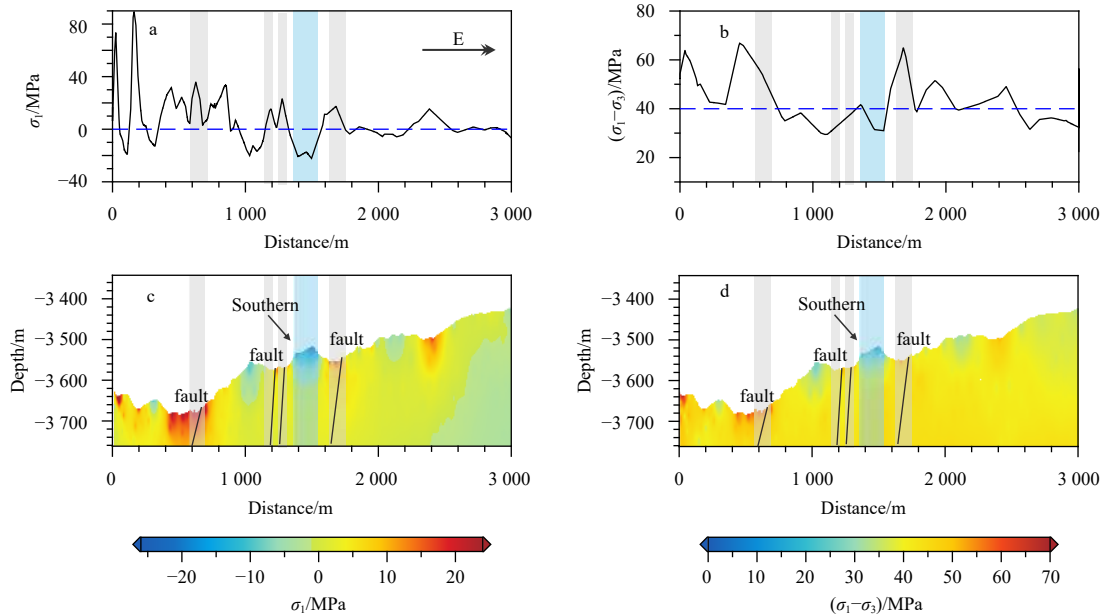 80
40
0
−40
σ1/MPa
a
E
0
1 000
2 000
3 000
Distance/m
80
60
40
20
(σ1−σ3)/MPa
b
0
1 000
2 000
3 000
Distance/m
−3 400
−3 500
−3 600
−3 700
Depth/m
c
Southern
fault
fault
fault
0
1 000
2 000
3 000
Distance/m
−3 400
−3 500
−3 600
−3 700
Depth/m
d
Southern
fault
fault
fault
0
1 000
2 000
3 000
Distance/m
−20
−10
0
10
20
σ1/MPa
0
10
20
30
40
50
60
70
(σ1−σ3)/MPa